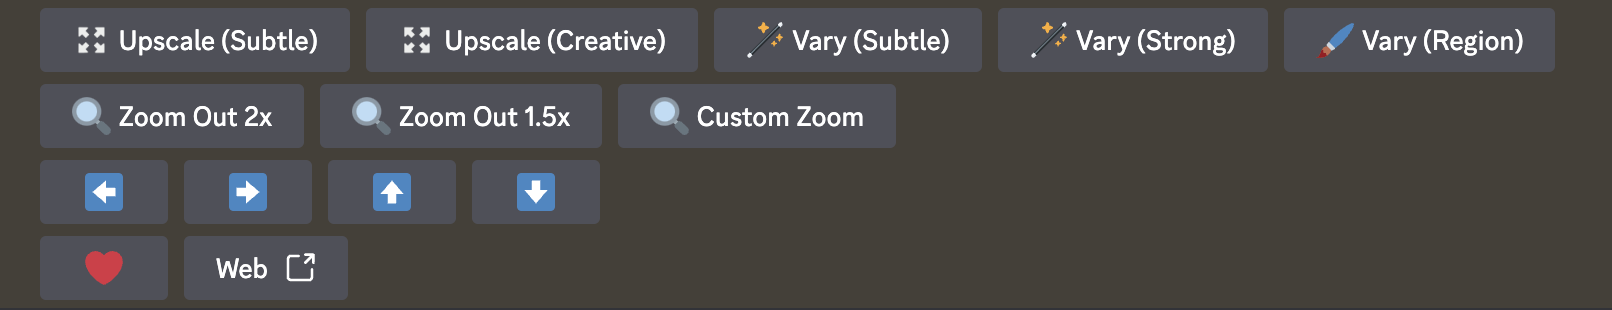 Upscale (Subtle) Upscale (Creative) Vary (Subtle) Vary (Strong) Vary (Region)
Zoom Out 2x Zoom Out 1.5x Custom Zoom
Web